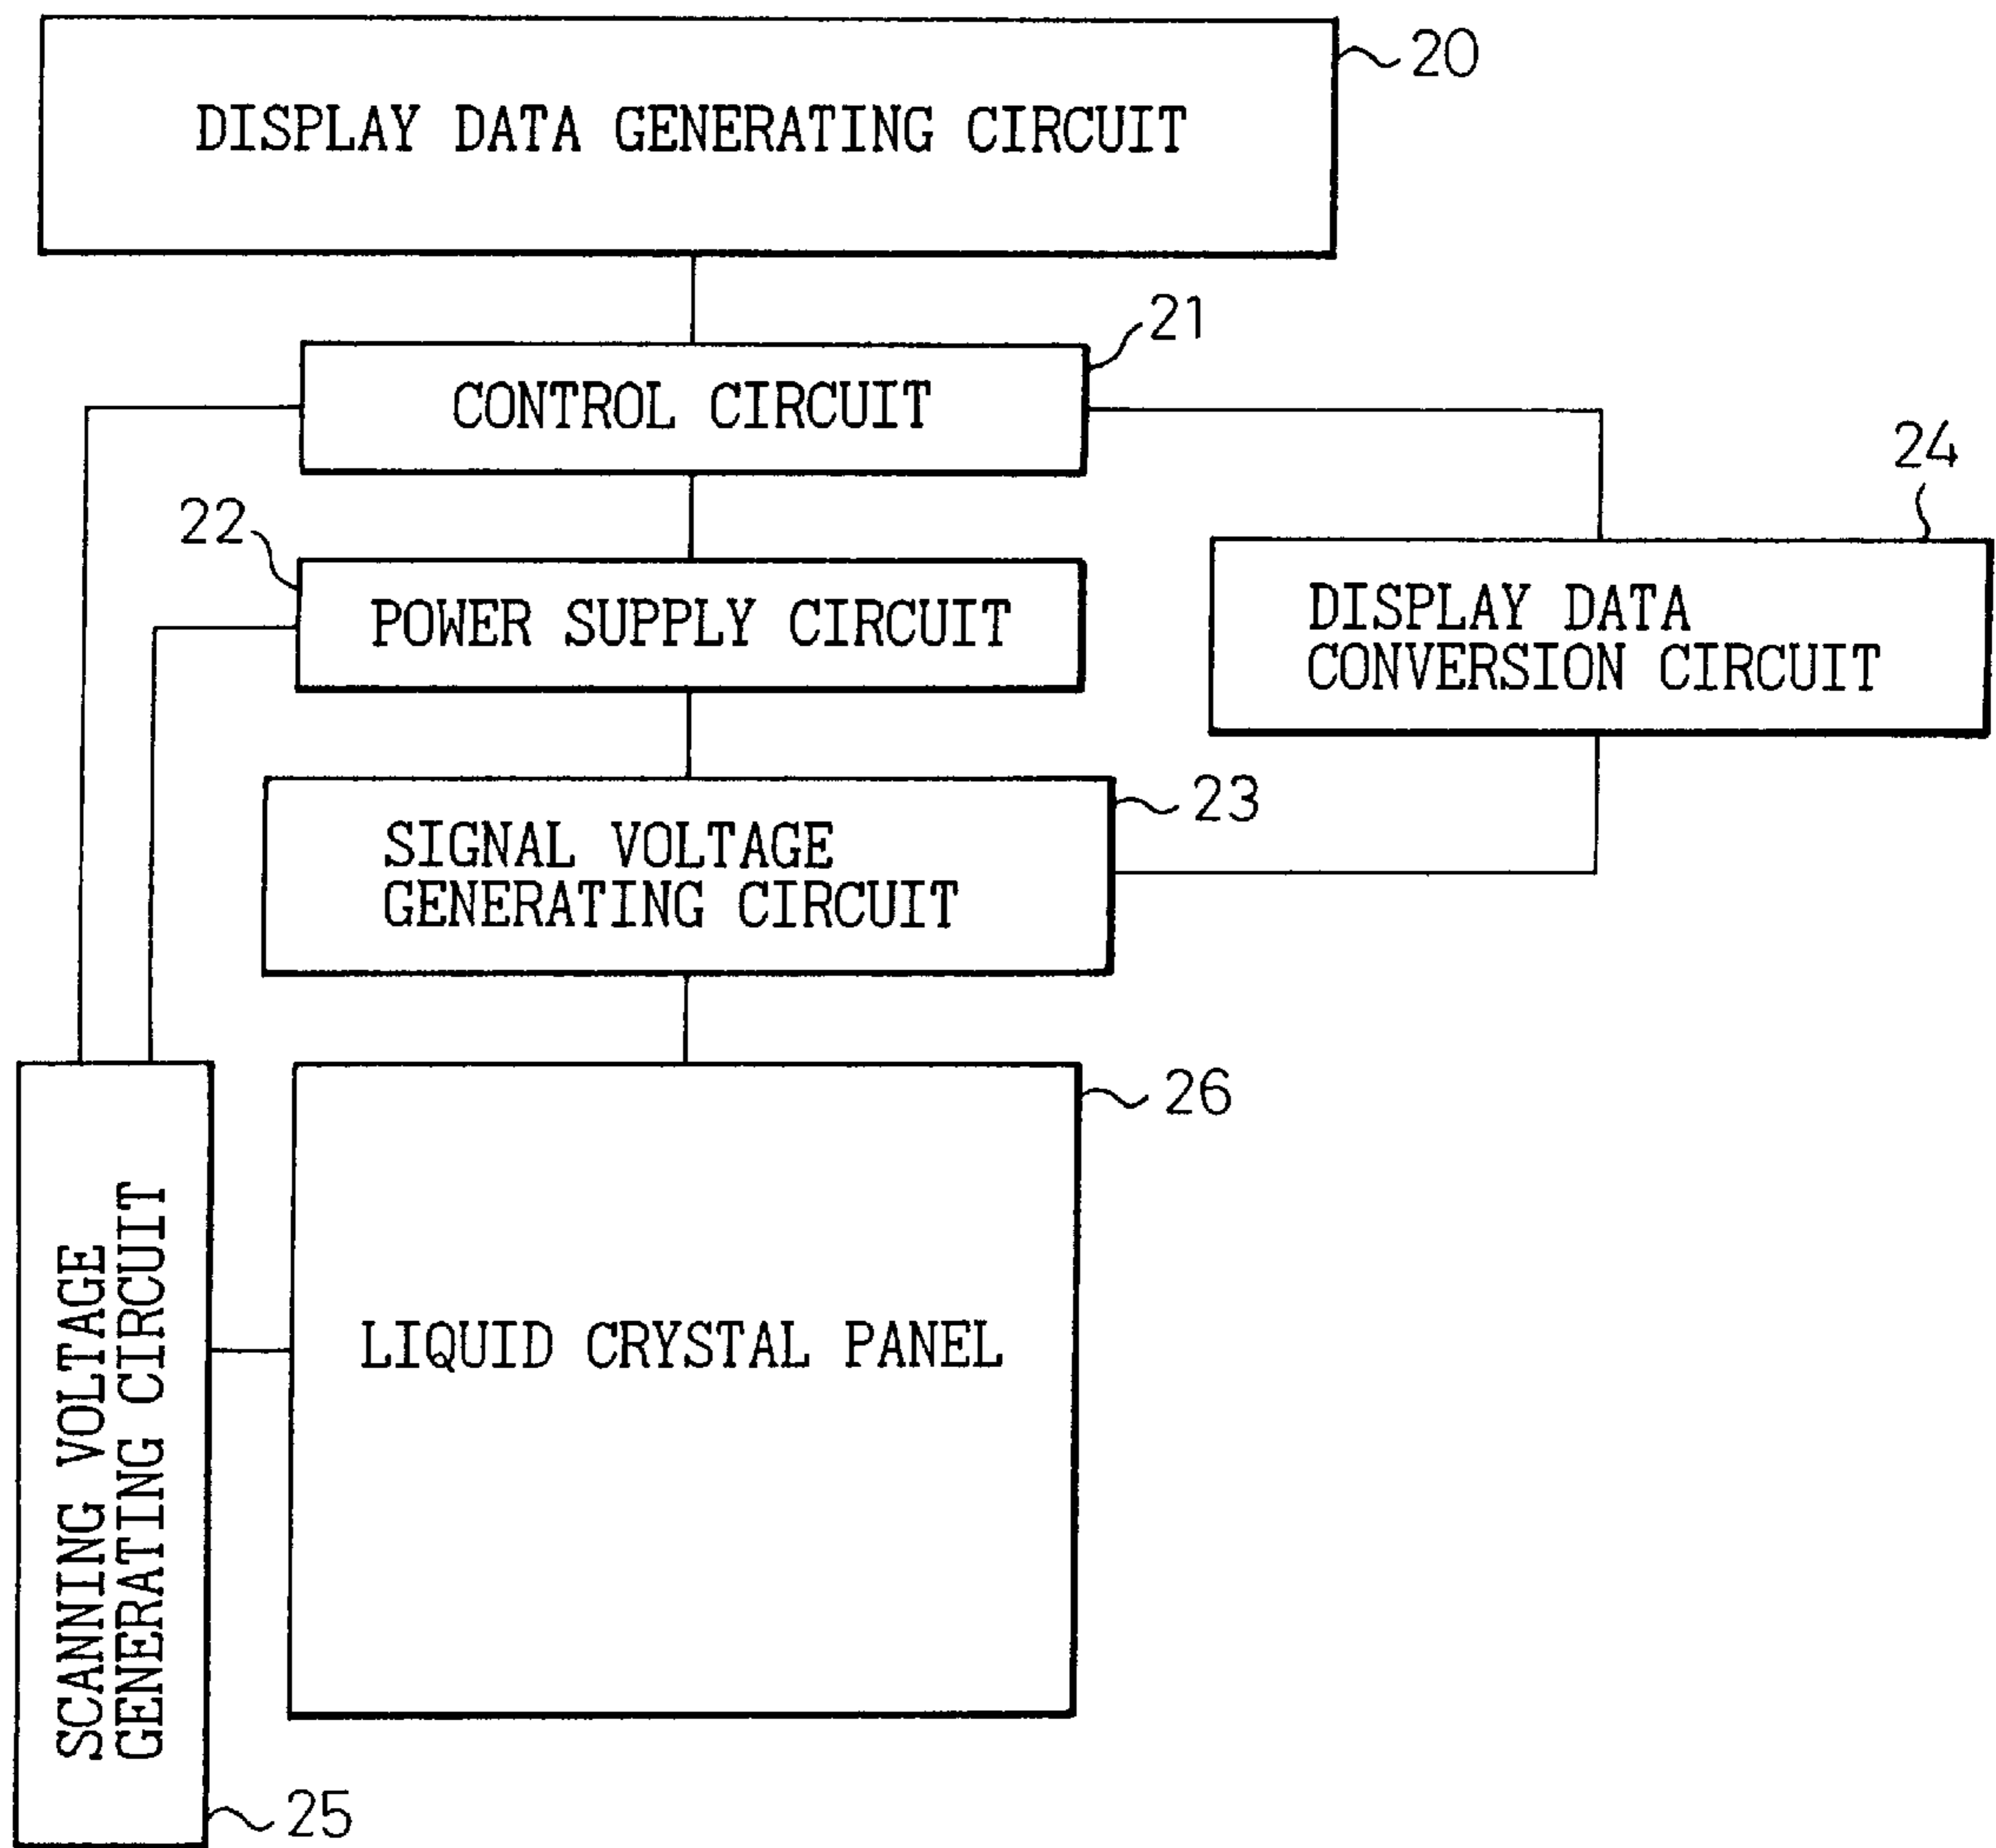 20
DISPLAY DATA GENERATING CIRCUIT
21
CONTROL CIRCUIT
24
22
POWER SUPPLY CIRCUIT
DISPLAY DATA
CONVERSION CIRCUIT
23
SIGNAL VOLTAGE
GENERATING CIRCUIT
26
LIQUID CRYSTAL PANEL
SCANNING VOLTAGE
GENERATING CIRCUIT
25